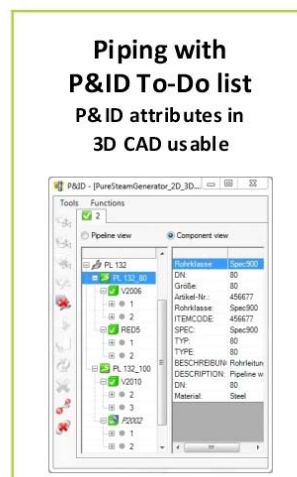 Piping with
P&ID To-Do list
P&ID attributes in
3D CAD usable
P&ID - [PureSteamGenerator_2D_3D...
Tools Functions
2
Pipeline view Component view
PL 132
PL 132_80
V2006
1
2
RED5
1
2
PL 132_100
V2010
2
3
P2002
1
2
Rohrklasse: Spec900
DN: 80
Größe: 80
Artikel-Nr.: 456677
Rohrklasse Spec900
ITEMCODE: 456677
SPEC: Spec900
TYP: 80
TYPE: 80
BESCHREIBUN Rohrleitun
DESCRIPTION: Pipeline w
DN: 80
Material: Steel